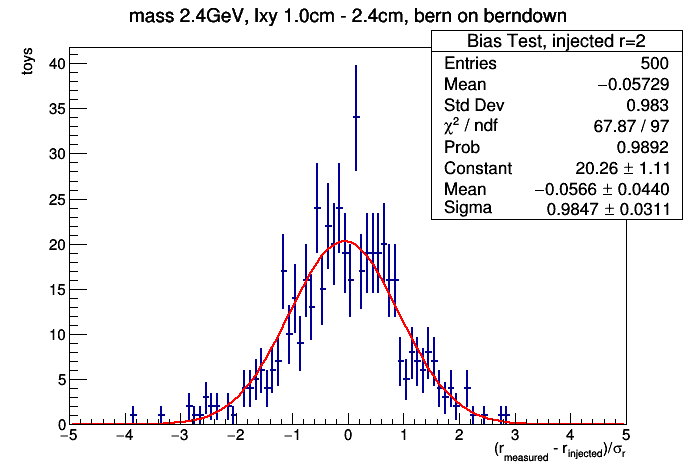 mass 2.4GeV, lxy 1.0cm - 2.4cm, bern on berndown
toys
Bias Test, injected r=2
Entries 500
Mean −0.05729
Std Dev 0.983
χ² / ndf 67.87 / 97
Prob 0.9892
Constant 20.26 ± 1.11
Mean −0.0566 ± 0.0440
Sigma 0.9847 ± 0.0311
40
35
30
25
20
15
10
5
0
−5 −4 −3 −2 −1 0 1 2 3 4 5
(r_measured - r_injected)/σ_r